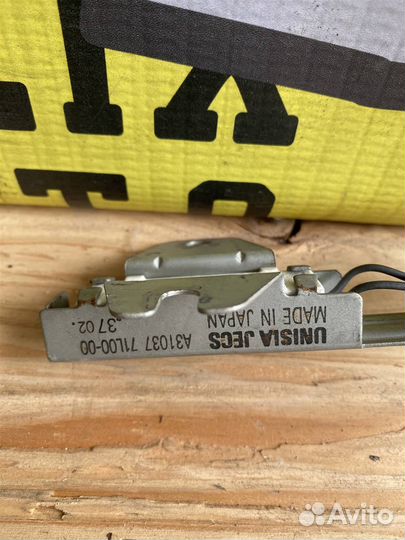 UNISIA JECS
MADE IN JAPAN
A31037 71L00-00
.37 02.
Avito